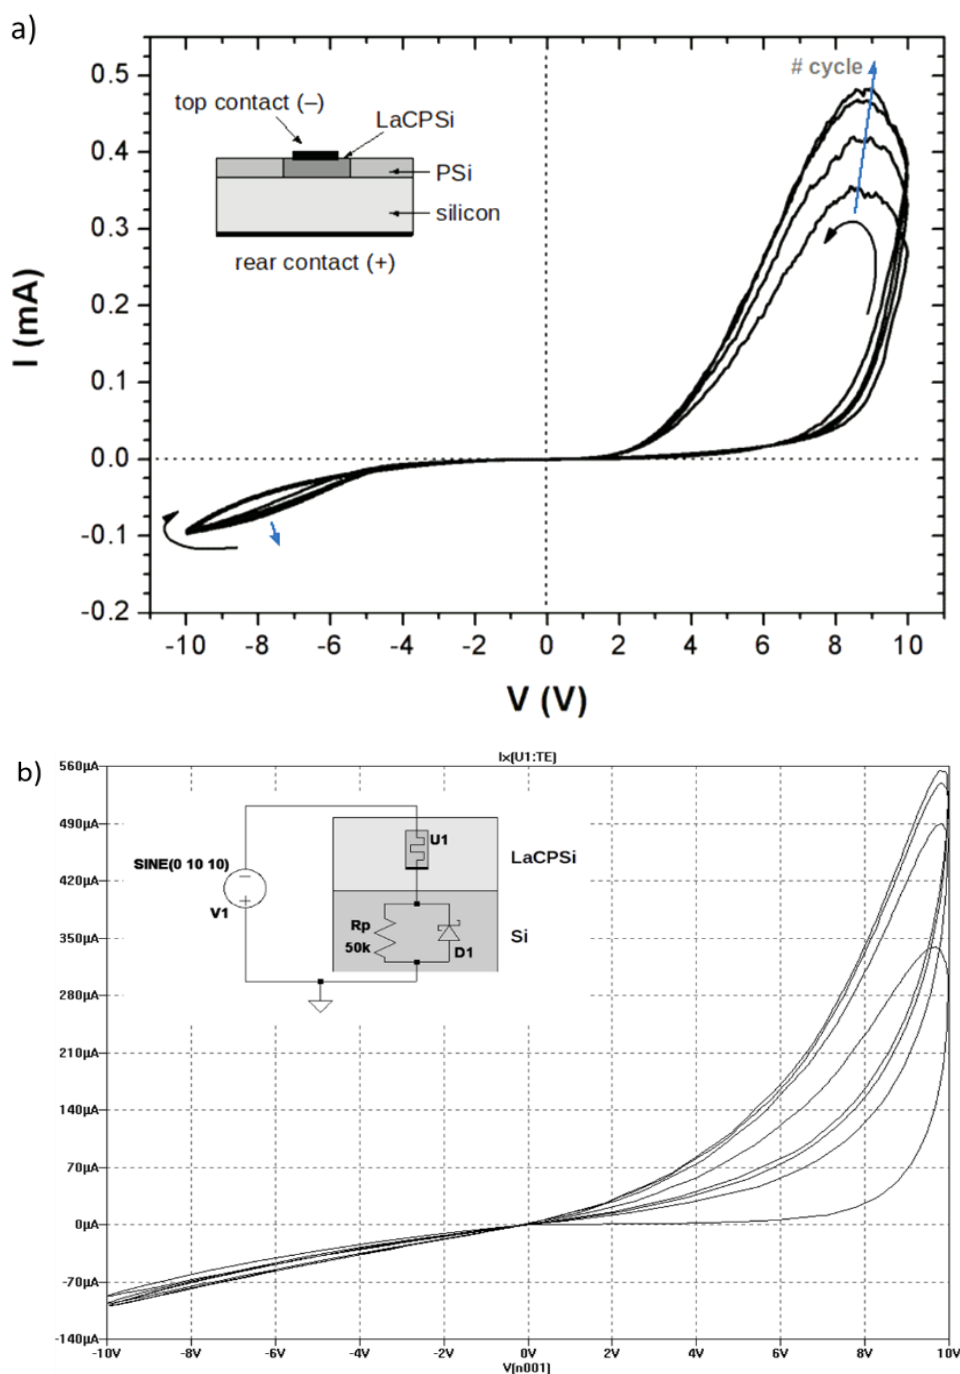 a)
# cycle
top contact (–)
LaCPSi
PSi
silicon
rear contact (+)
I (mA)
0.5
0.4
0.3
0.2
0.1
0.0
-0.1
-0.2
-10 -8 -6 -4 -2 0 2 4 6 8 10
V (V)
b)
Ix(U1:TE)
560µA
490µA
420µA
350µA
280µA
210µA
140µA
70µA
0µA
-70µA
-140µA
SINE(0 10 10)
V1
U1
LaCPSi
Rp
50k
D1
Si
-10V -8V -6V -4V -2V 0V 2V 4V 6V 8V 10V
V[n001]